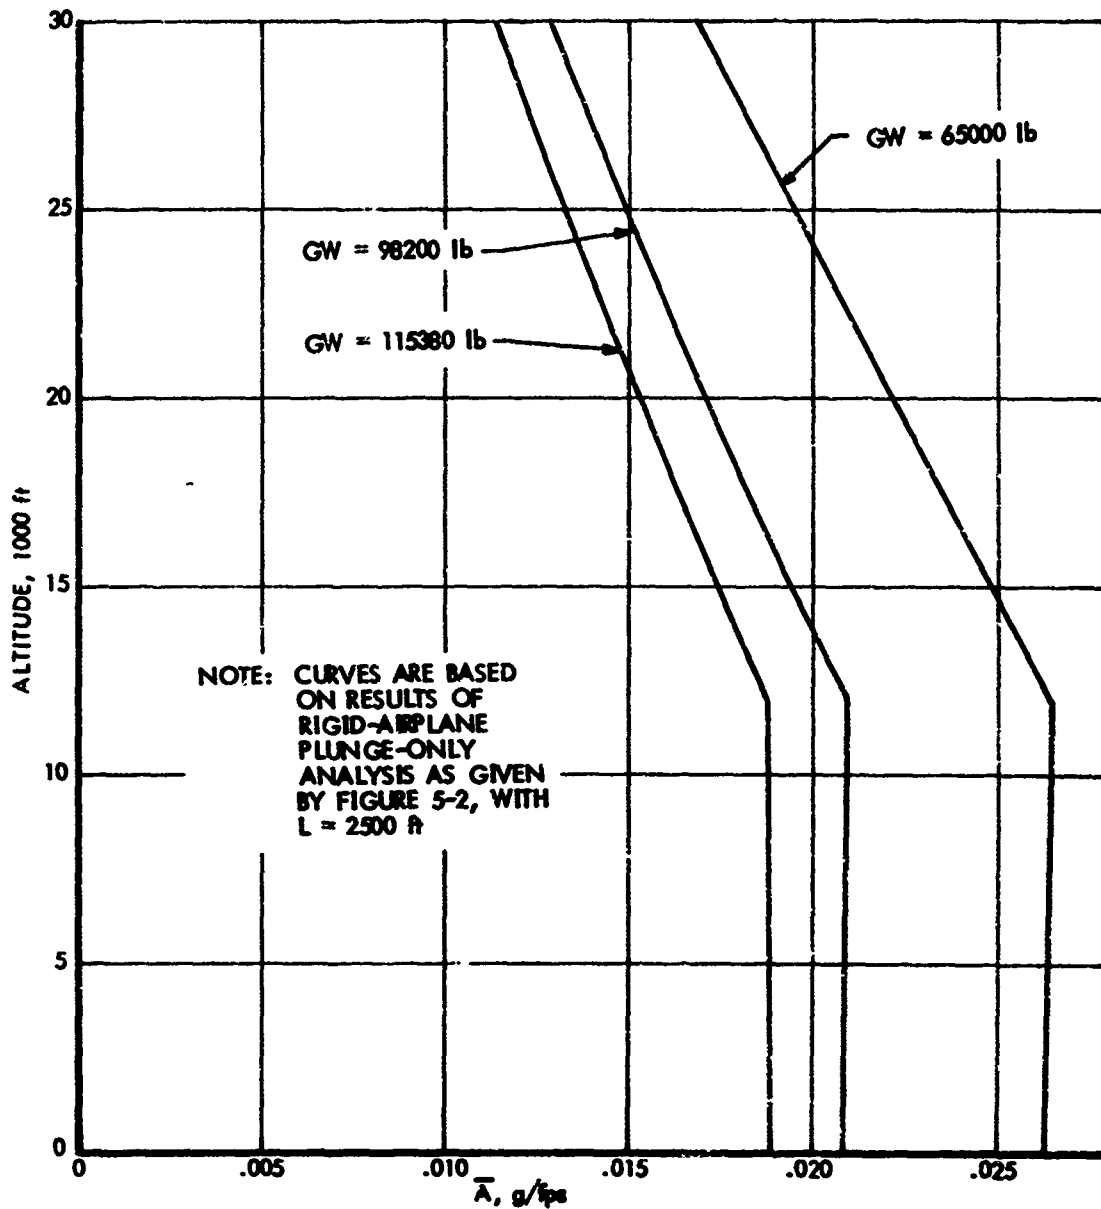 30
GW = 65000 lb
25
GW = 98200 lb
GW = 115380 lb
20
ALTITUDE, 1000 ft
15
NOTE: CURVES ARE BASED
ON RESULTS OF
RIGID-AIRPLANE
PLUNGE-ONLY
ANALYSIS AS GIVEN
BY FIGURE 5-2, WITH
L = 2500 ft
10
5
0
0 .005 .010 .015 .020 .025
A̅, g/fps